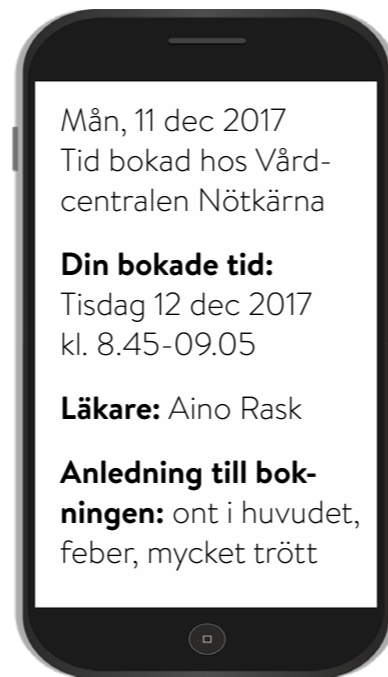 Mån, 11 dec 2017
Tid bokad hos Vård-
centralen Nötkärna
Din bokade tid:
Tisdag 12 dec 2017
kl. 8.45-09.05
Läkare: Aino Rask
Anledning till bok-
ningen: ont i huvudet,
feber, mycket trött